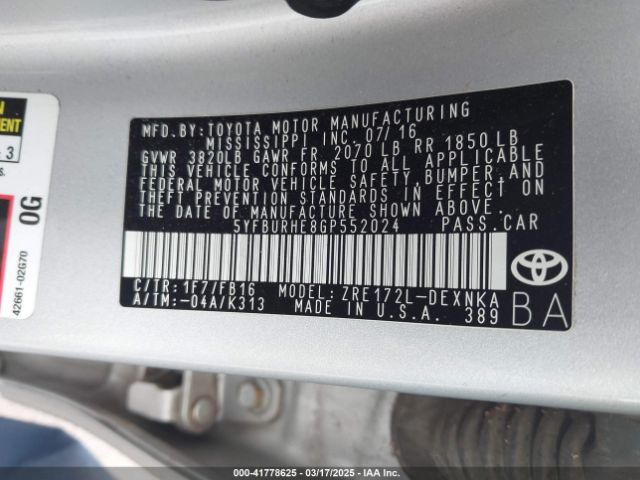 MFD.BY:TOYOTA MOTOR MANUFACTURING
MISSISSIPPI INC. 07/16
GVWR 3820LB GAWR FR. 2070 LB RR 1850 LB
THIS VEHICLE CONFORMS TO ALL APPLICABLE
FEDERAL MOTOR VEHICLE SAFETY, BUMPER, AND
THEFT PREVENTION STANDARDS IN EFFECT ON
THE DATE OF MANUFACTURE SHOWN ABOVE.
5YFBURHE8GP552024 PASS.CAR
C/TR:1F7/FB16 MODEL:ZRE172L-DEXNKA
A/TM:-04A/K313 MADE IN U.S.A. 389
BA
- 3
0G
42661-02G70
000-41778625 - 03/17/2025 - IAA Inc.